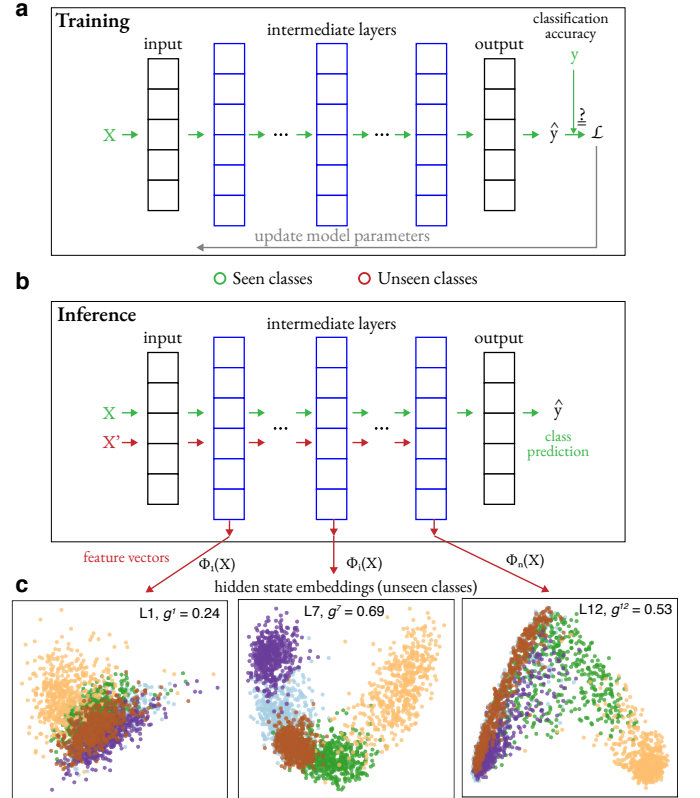 a
Training
classification
accuracy
input
intermediate layers
output
y
X
...
...
ŷ
?
=
ℒ
update model parameters
Seen classes
Unseen classes
b
Inference
input
intermediate layers
output
X
ŷ
X'
...
...
class
prediction
feature vectors
Φ₁(X)
Φᵢ(X)
Φₙ(X)
c
hidden state embeddings (unseen classes)
L1, g¹ = 0.24
L7, g⁷ = 0.69
L12, g¹² = 0.53